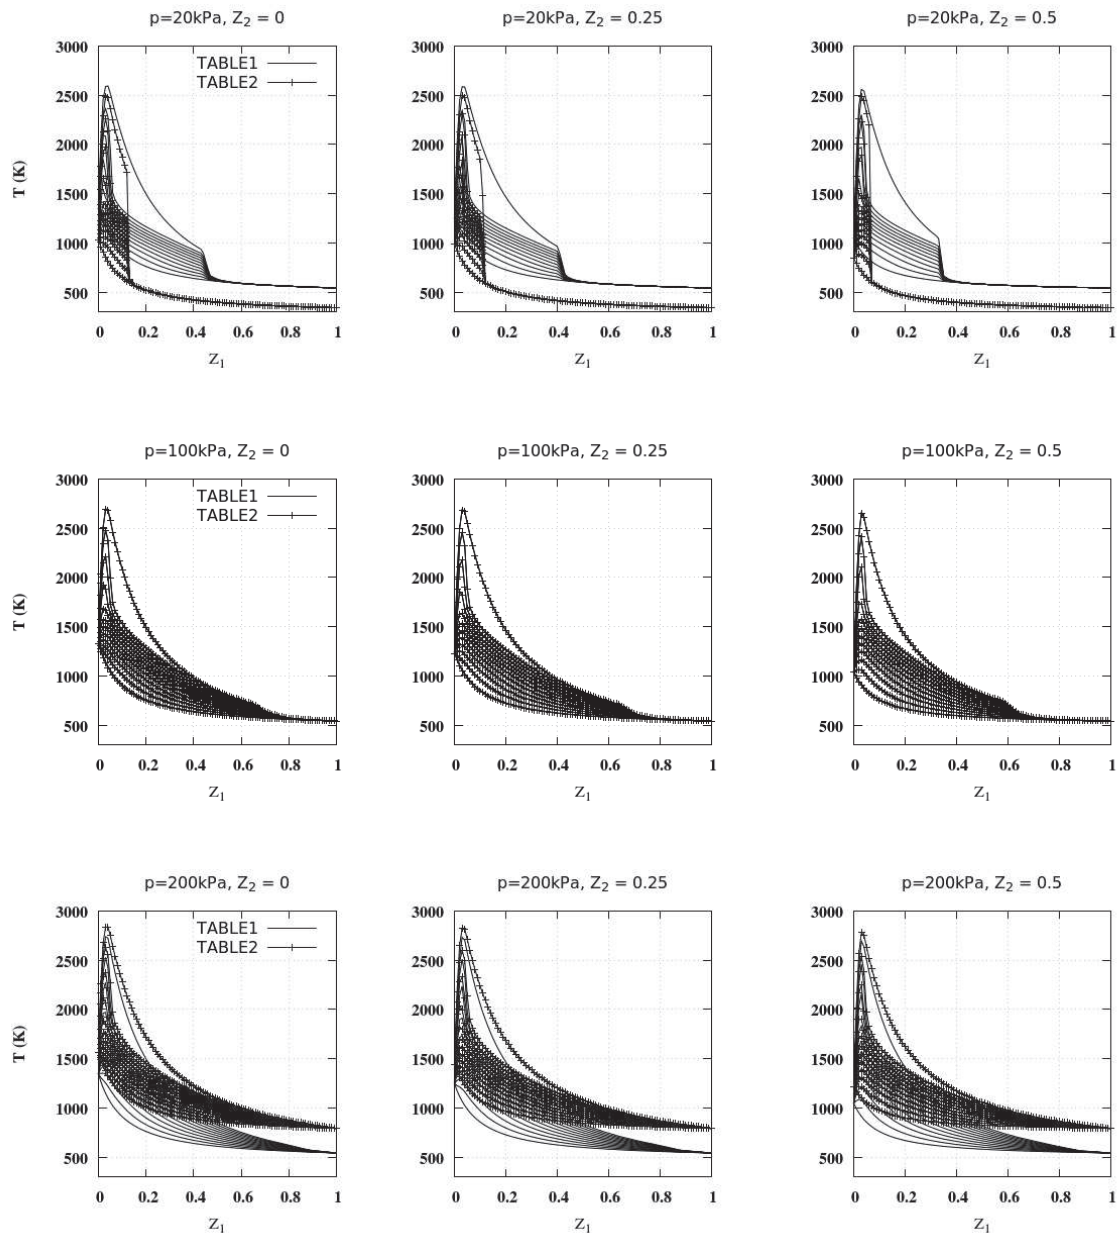 p=20kPa, Z2 = 0
p=20kPa, Z2 = 0.25
p=20kPa, Z2 = 0.5
T (K)
3000
2500
2000
1500
1000
500
TABLE1
TABLE2
0 0.2 0.4 0.6 0.8 1
Z1
3000
2500
2000
1500
1000
500
0 0.2 0.4 0.6 0.8 1
Z1
3000
2500
2000
1500
1000
500
0 0.2 0.4 0.6 0.8 1
Z1
p=100kPa, Z2 = 0
p=100kPa, Z2 = 0.25
p=100kPa, Z2 = 0.5
T (K)
3000
2500
2000
1500
1000
500
TABLE1
TABLE2
0 0.2 0.4 0.6 0.8 1
Z1
3000
2500
2000
1500
1000
500
0 0.2 0.4 0.6 0.8 1
Z1
3000
2500
2000
1500
1000
500
0 0.2 0.4 0.6 0.8 1
Z1
p=200kPa, Z2 = 0
p=200kPa, Z2 = 0.25
p=200kPa, Z2 = 0.5
T (K)
3000
2500
2000
1500
1000
500
TABLE1
TABLE2
0 0.2 0.4 0.6 0.8 1
Z1
3000
2500
2000
1500
1000
500
0 0.2 0.4 0.6 0.8 1
Z1
3000
2500
2000
1500
1000
500
0 0.2 0.4 0.6 0.8 1
Z1